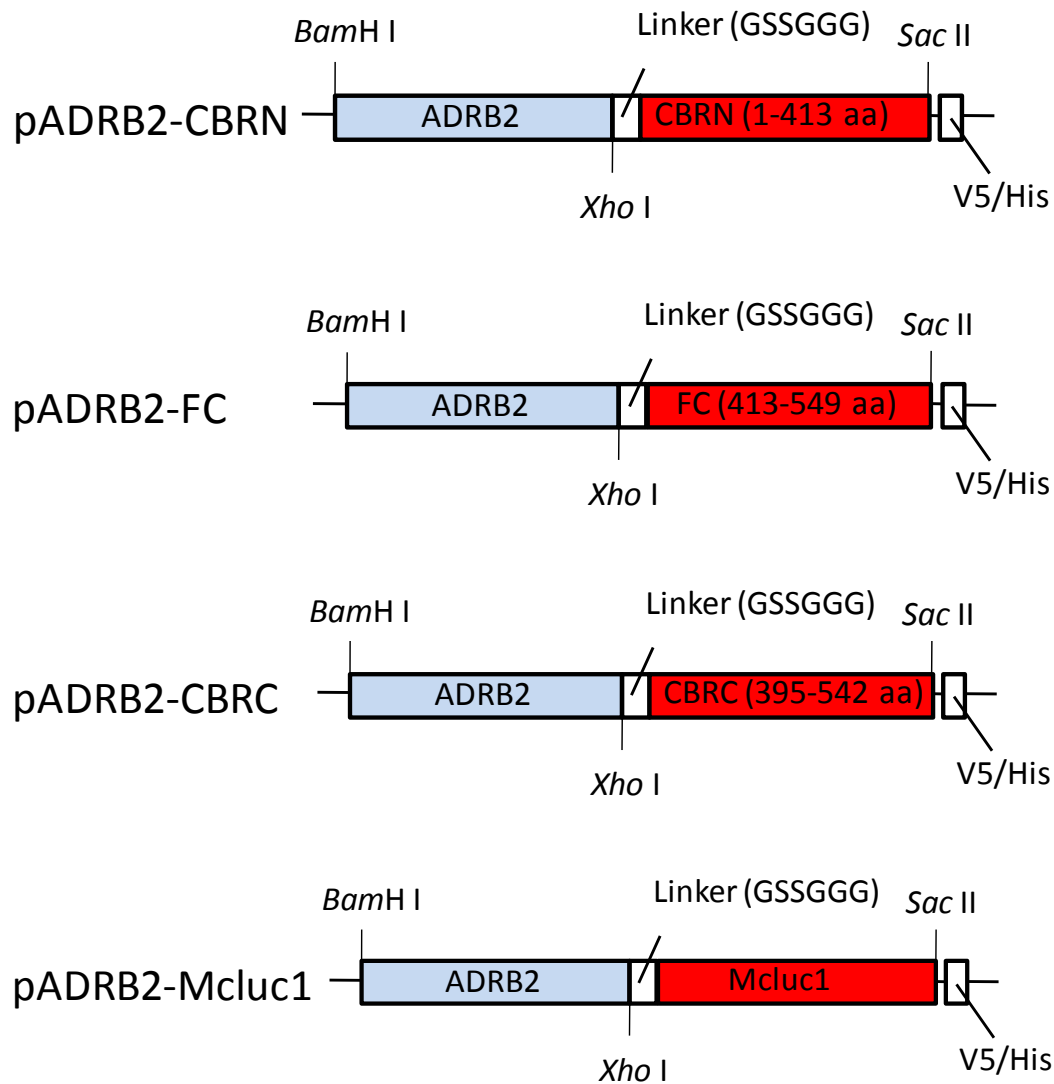 BamH I
Linker (GSSGGG)
Sac II
pADRB2-CBRN
ADRB2
CBRN (1-413 aa)
Xho I
V5/His
BamH I
Linker (GSSGGG)
Sac II
pADRB2-FC
ADRB2
FC (413-549 aa)
Xho I
V5/His
BamH I
Linker (GSSGGG)
Sac II
pADRB2-CBRC
ADRB2
CBRC (395-542 aa)
Xho I
V5/His
BamH I
Linker (GSSGGG)
Sac II
pADRB2-Mcluc1
ADRB2
Mcluc1
Xho I
V5/His